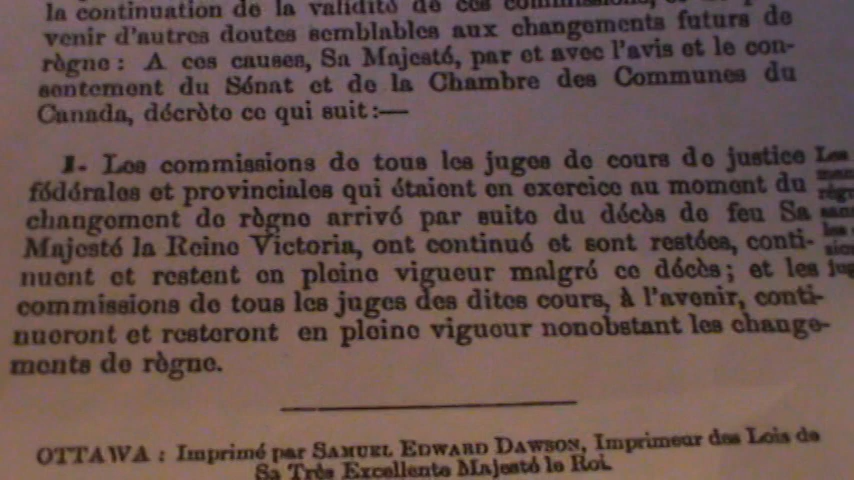 la continuation de la validité de ces commissions, et de
venir d'autres doutes semblables aux changements futurs de
règne : A ces causes, Sa Majesté, par et avec l'avis et le con-
sentement du Sénat et de la Chambre des Communes du
Canada, décrète ce qui suit :—
1. Les commissions de tous les juges de cours de justice
fédérales et provinciales qui étaient en exercice au moment du
changement de règne arrivé par suite du décès de feu Sa
Majesté la Reine Victoria, ont continué et sont restées, conti-
nuent et restent en pleine vigueur malgré ce décès ; et les
commissions de tous les juges des dites cours, à l'avenir, conti-
nueront et resteront en pleine vigueur nonobstant les change-
ments de règne.
Les
OTTAWA : Imprimé par SAMUEL EDWARD DAWSON, Imprimeur des Lois de
Sa Très Excellente Majesté le Roi.